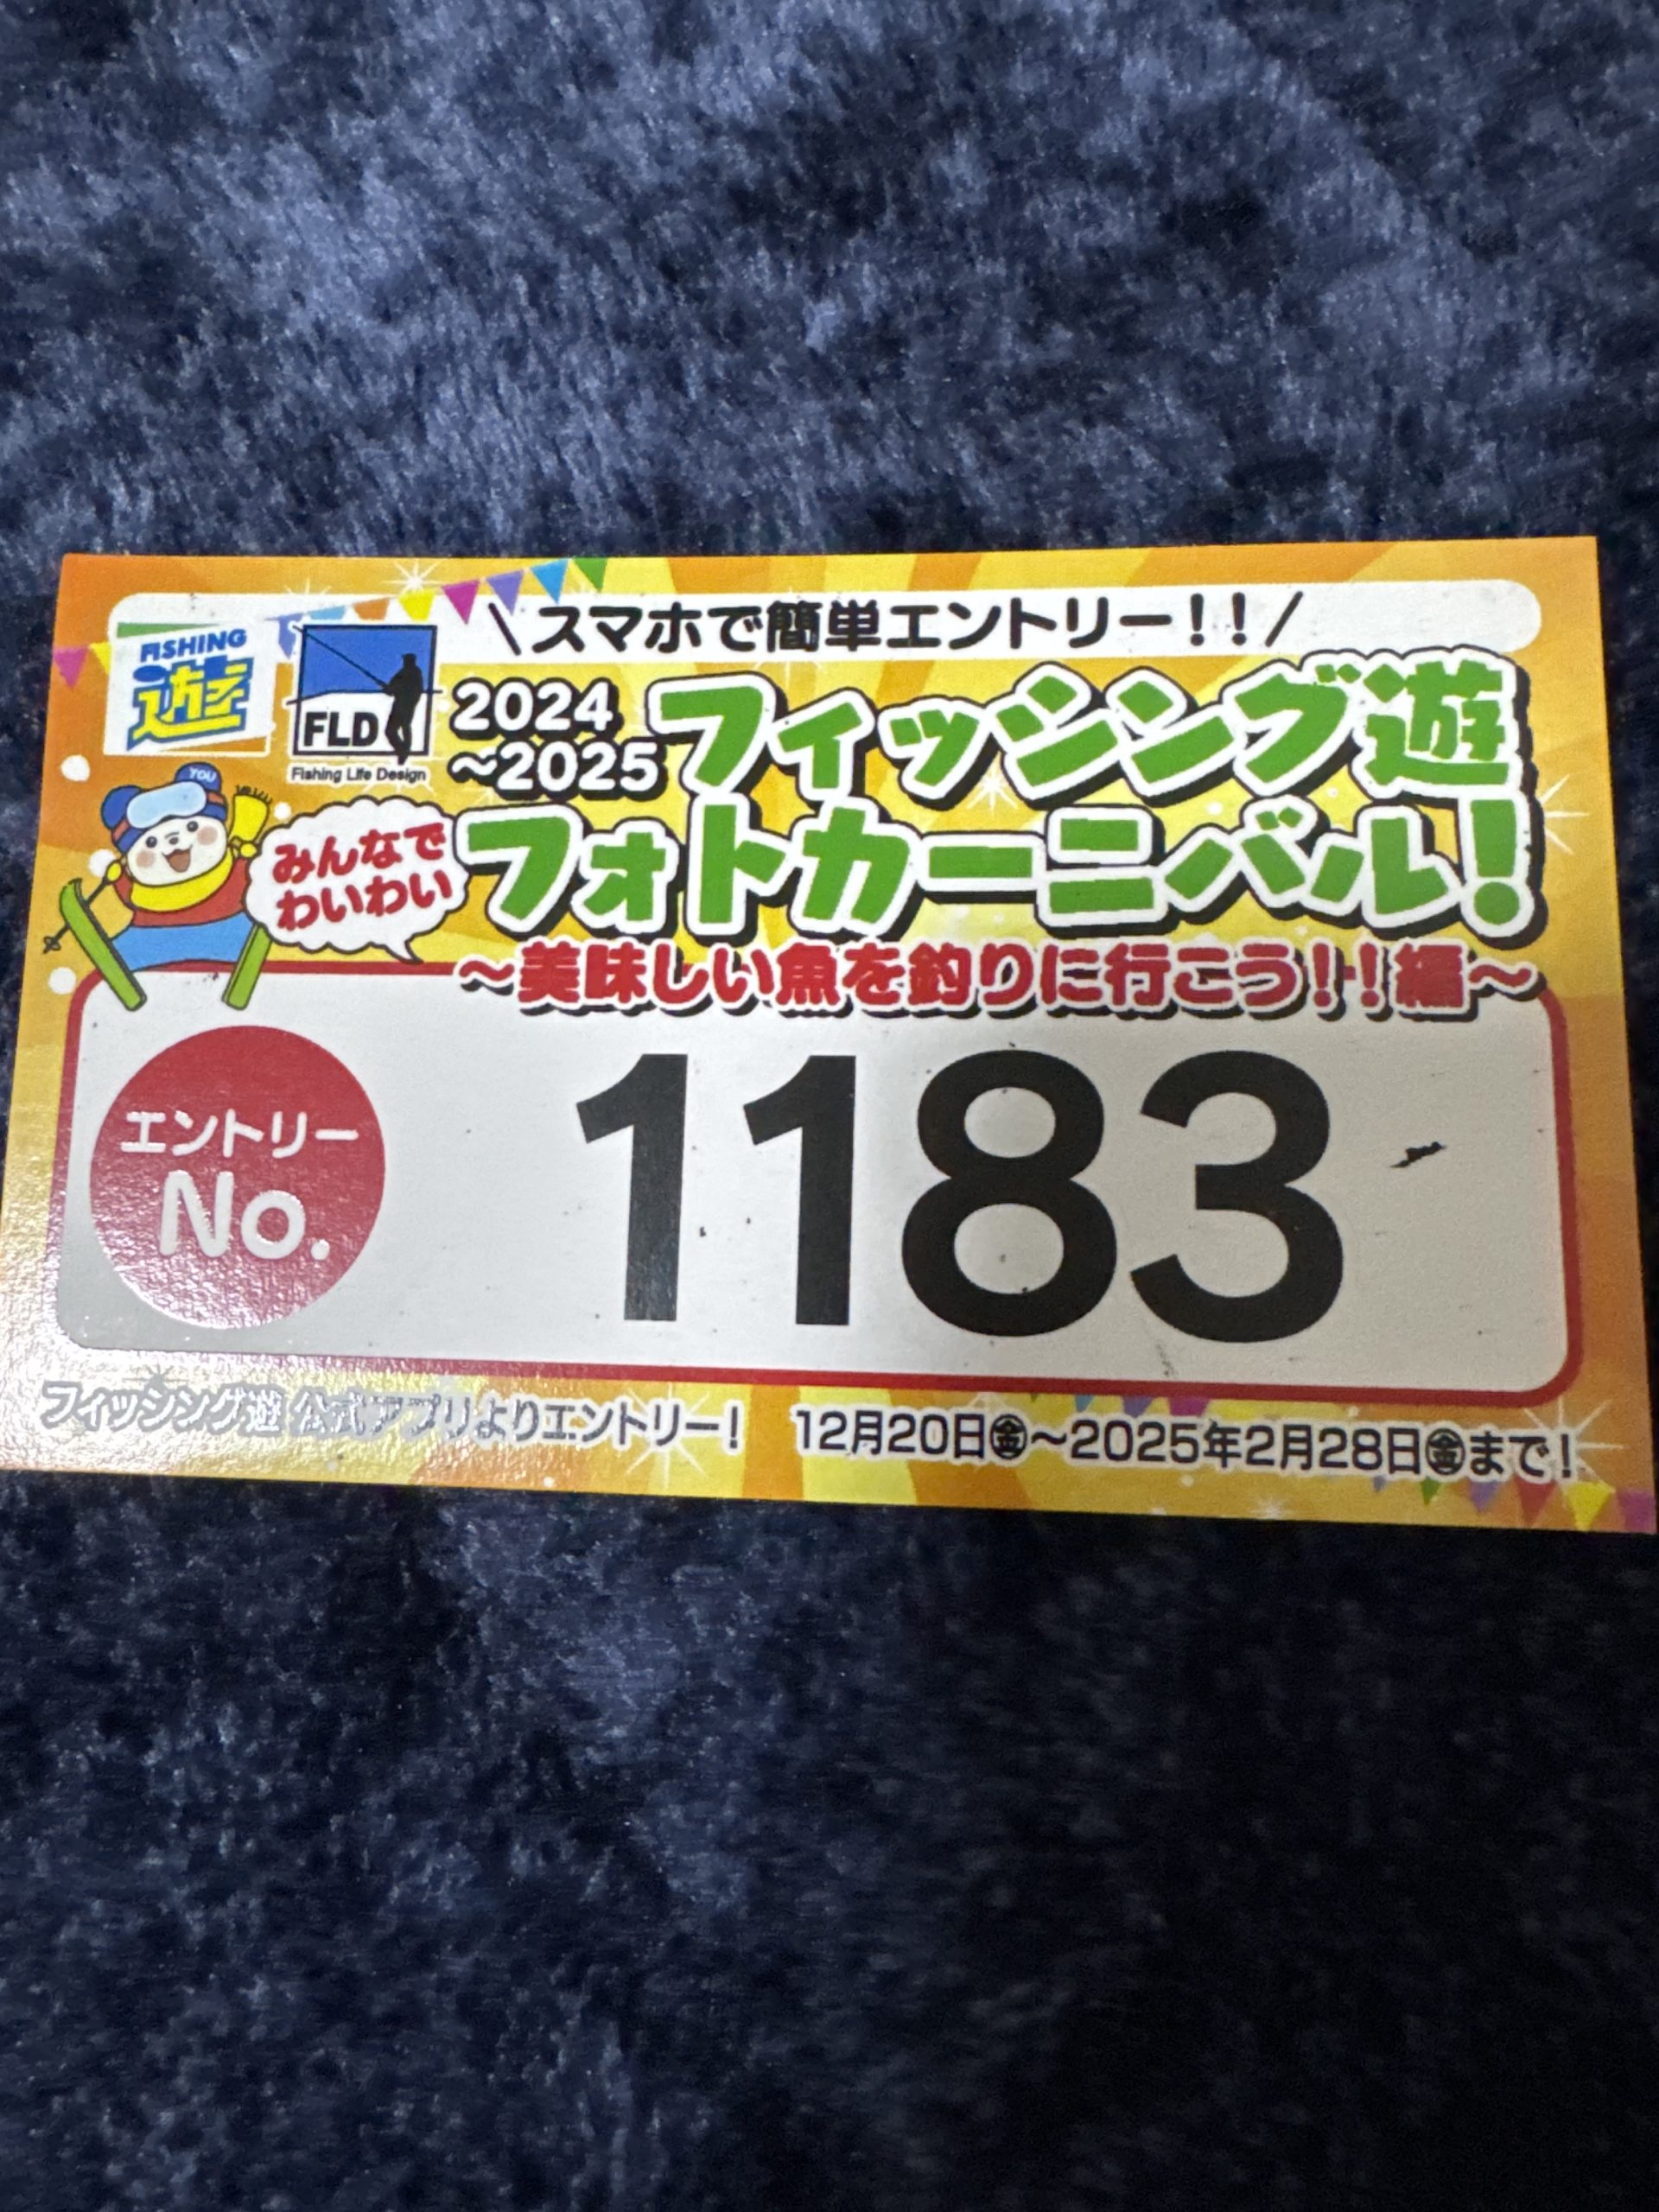 ＼スマホで簡単エントリー！！／
FISHING
遊
FLD
Fishing Life Design
2024
～2025
フィッシング遊
フォトカーニバル！
YOU
みんなで
わいわい
～美味しい魚を釣りに行こう！！編～
エントリー
No.
1183
フィッシング遊 公式アプリよりエントリー！ 12月20日㊎～2025年2月28日㊎まで！